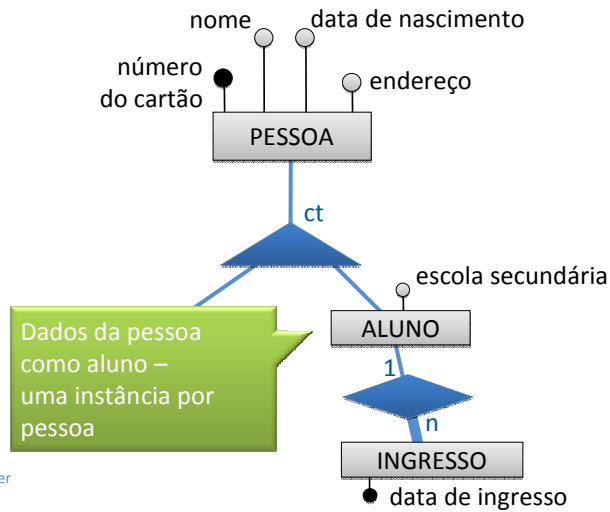 nome
data de nascimento
número
do cartão
endereço
PESSOA
ct
escola secundária
Dados da pessoa
como aluno –
uma instância por
pessoa
ALUNO
1
n
INGRESSO
er
data de ingresso